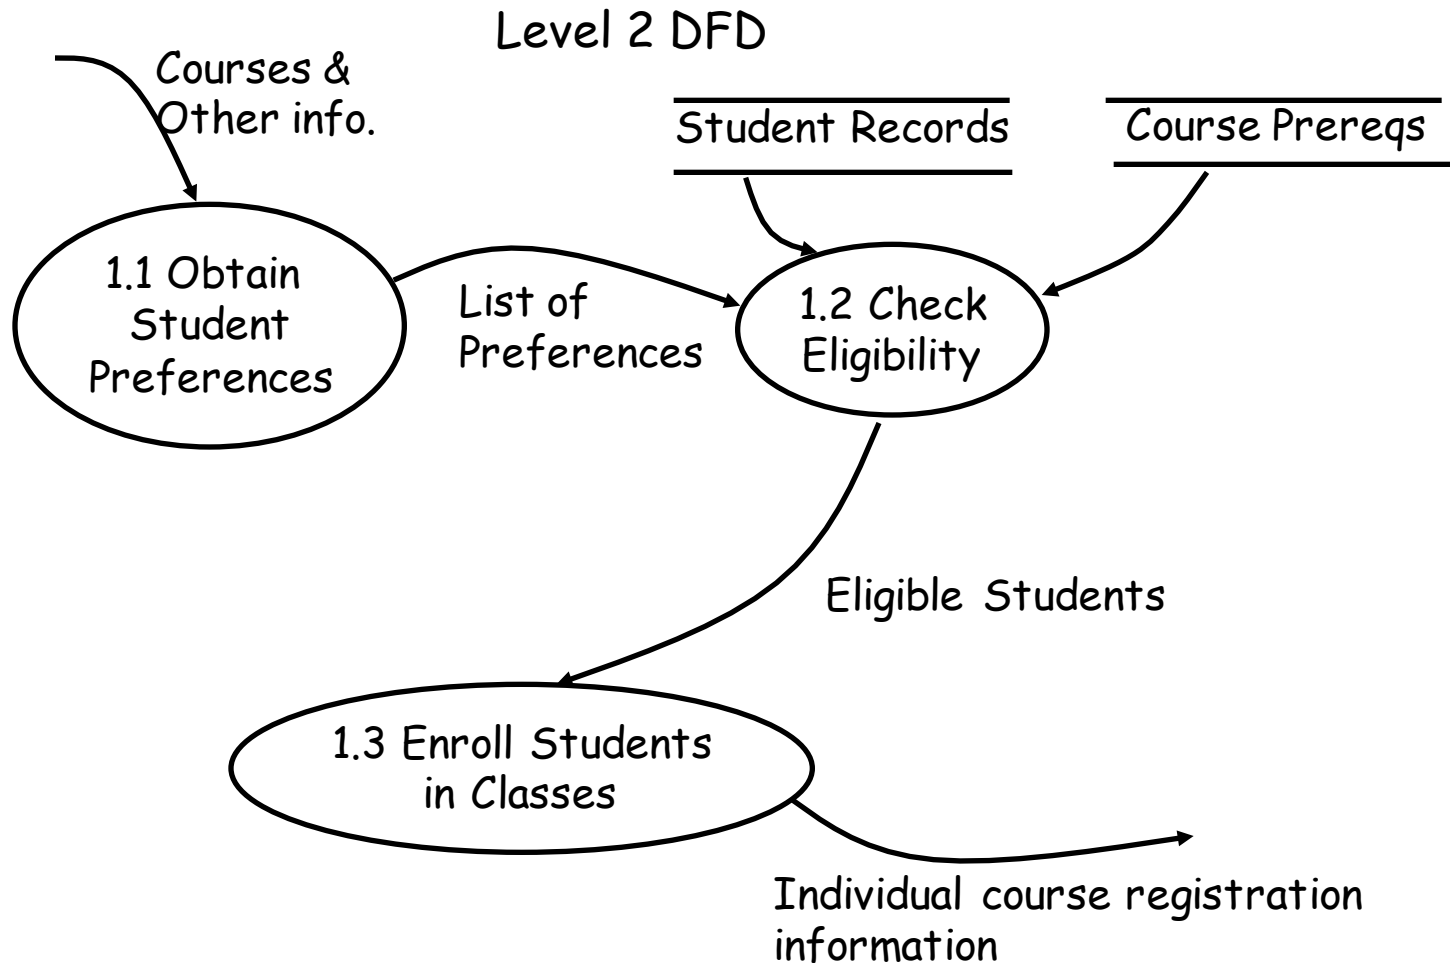 Level 2 DFD
Courses &
Other info.
Student Records
Course Prereqs
1.1 Obtain
Student
Preferences
List of
Preferences
1.2 Check
Eligibility
Eligible Students
1.3 Enroll Students
in Classes
Individual course registration
information